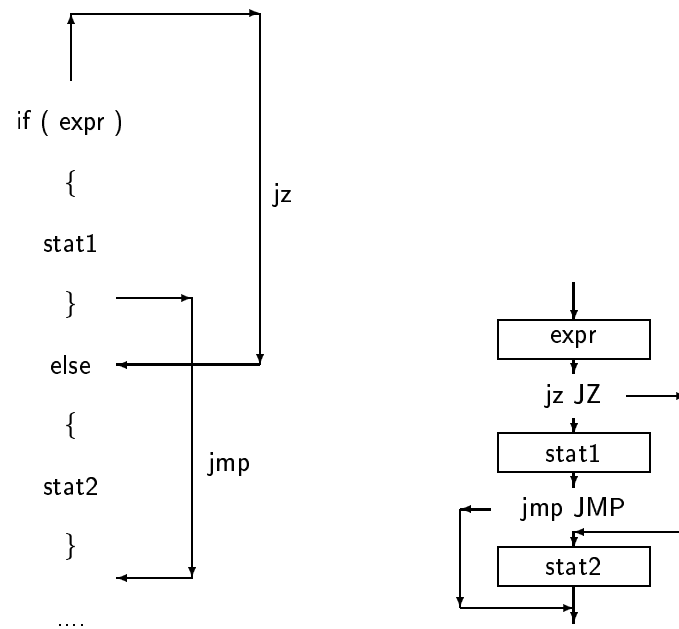 if ( expr )
{
stat1
}
else
{
stat2
}
....
jz
jmp
expr
jz JZ
stat1
jmp JMP
stat2